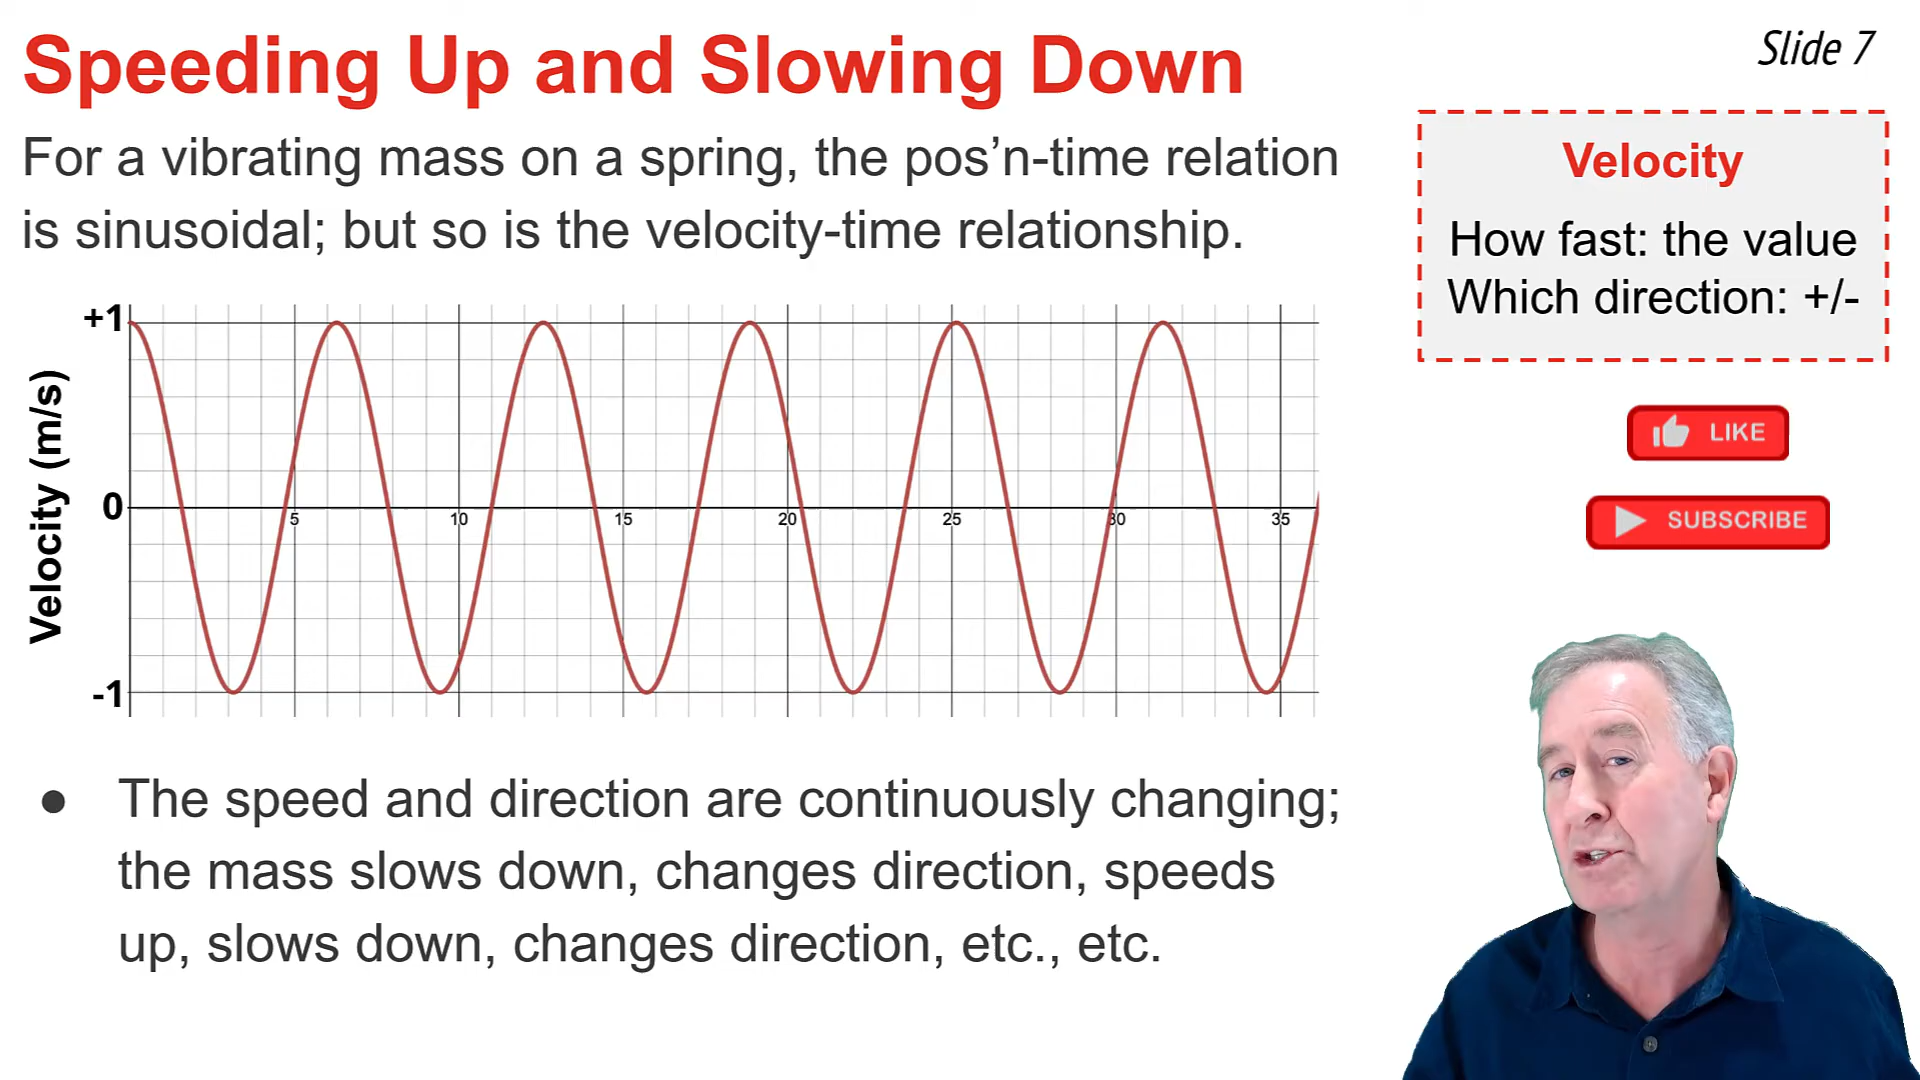 Speeding Up and Slowing Down
Slide 7
For a vibrating mass on a spring, the pos’n-time relation
is sinusoidal; but so is the velocity-time relationship.
Velocity
How fast: the value
Which direction: +/-
LIKE
SUBSCRIBE
Velocity (m/s)
+1
0
-1
5 10 15 20 25 30 35
● The speed and direction are continuously changing;
the mass slows down, changes direction, speeds
up, slows down, changes direction, etc., etc.